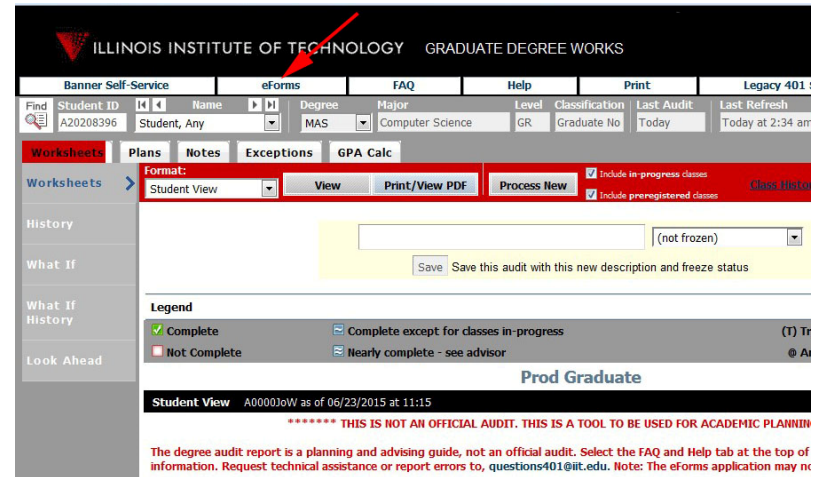 ILLINOIS INSTITUTE OF TECHNOLOGY GRADUATE DEGREE WORKS
Banner Self-Service eForms FAQ Help Print Legacy 401
Find Student ID Name Degree Major Level Classification Last Audit Last Refresh
A20208396 Student, Any MAS Computer Science GR Graduate No Today Today at 2:34 am
Worksheets Plans Notes Exceptions GPA Calc
Format:
Worksheets Student View View Print/View PDF Process New Include in-progress classes
Include preregistered classes
Class Histo
History
(not frozen)
What If
Save Save this audit with this new description and freeze status
What If
History
Legend
Complete Complete except for classes in-progress (T) Tr
Not Complete Nearly complete - see advisor @ A
Look Ahead
Prod Graduate
Student View A0000JoW as of 06/23/2015 at 11:15
******* THIS IS NOT AN OFFICIAL AUDIT. THIS IS A TOOL TO BE USED FOR ACADEMIC PLANNIN
The degree audit report is a planning and advising guide, not an official audit. Select the FAQ and Help tab at the top of
information. Request technical assistance or report errors to, questions401@iit.edu. Note: The eForms application may no